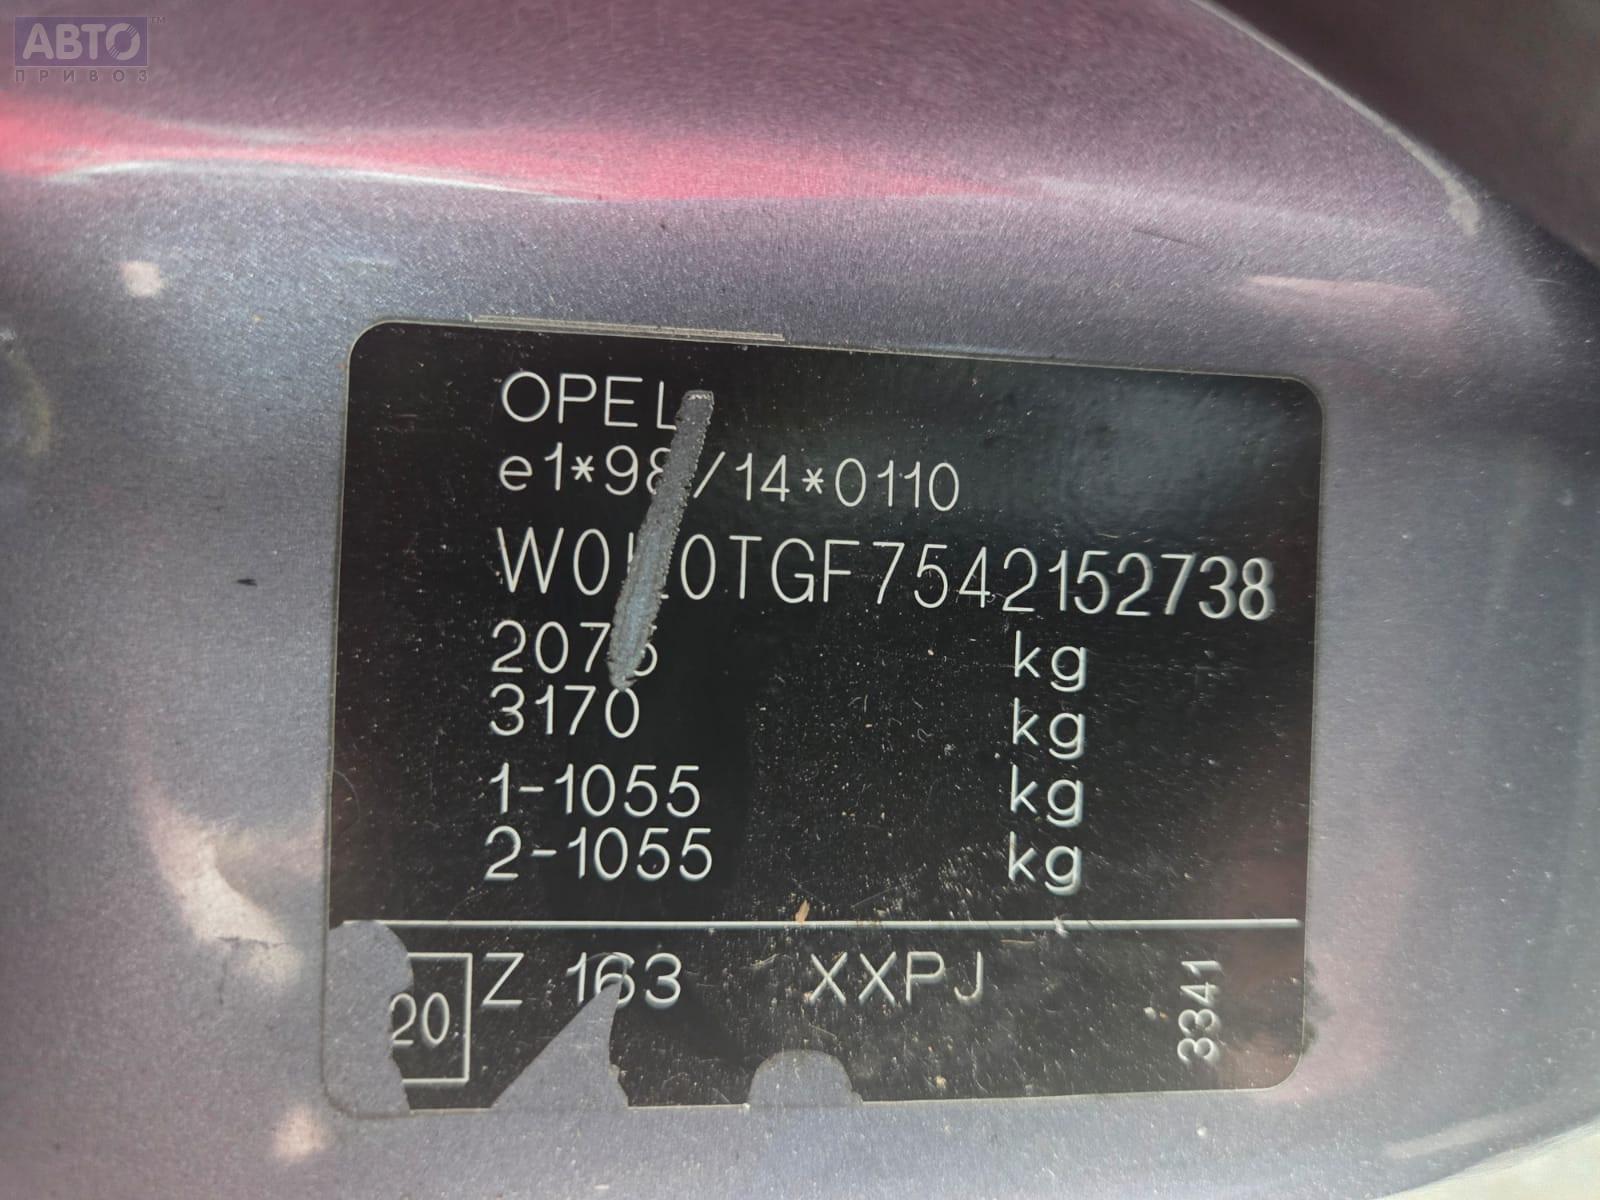 АВТО™
ПРИВОЗ
OPEL
e1*98/14*0110
W0L0TGF7542152738
2075 kg
3170 kg
1-1055 kg
2-1055 kg
20 Z 163 XXPJ 3341